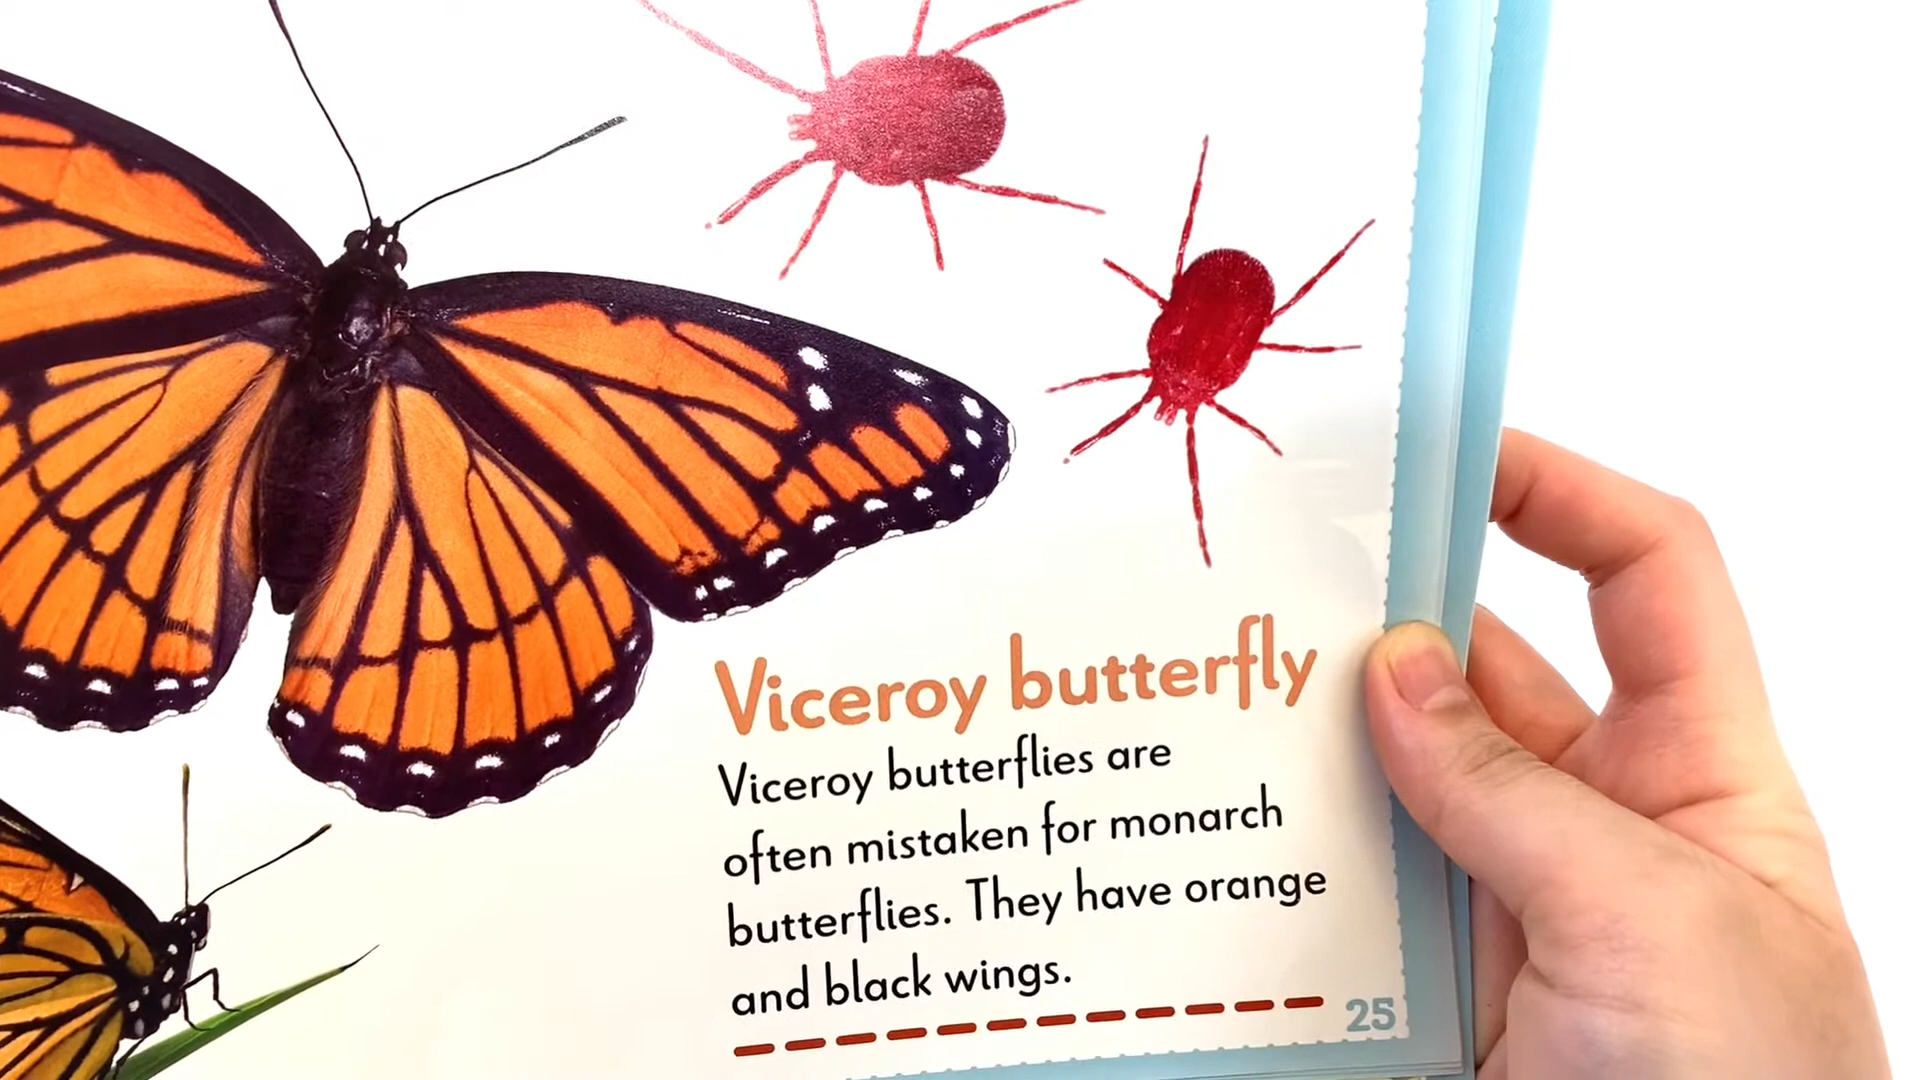 Viceroy butterfly
Viceroy butterflies are
often mistaken for monarch
butterflies. They have orange
and black wings.
25